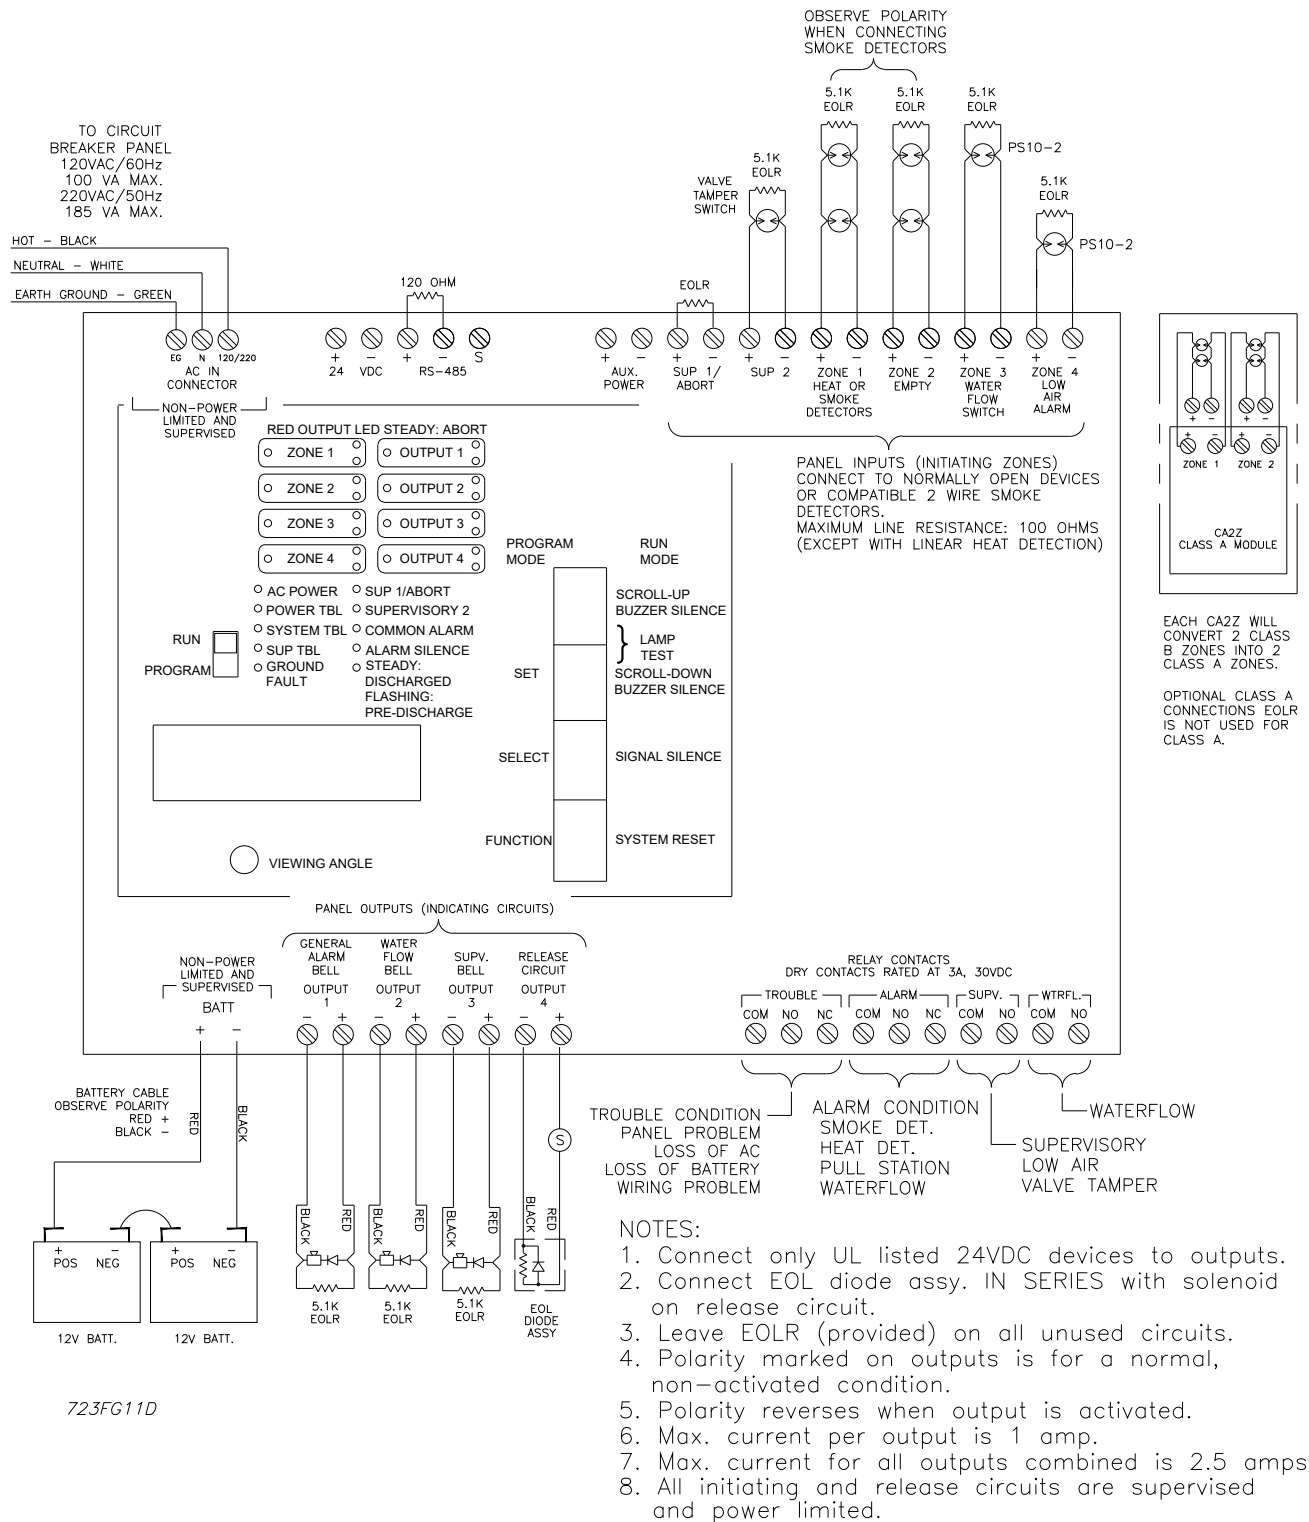 OBSERVE POLARITY
WHEN CONNECTING
SMOKE DETECTORS
5.1K
EOLR
5.1K
EOLR
5.1K
EOLR
PS10-2
TO CIRCUIT
BREAKER PANEL
120VAC/60Hz
100 VA MAX.
220VAC/50Hz
185 VA MAX.
VALVE
TAMPER
SWITCH
5.1K
EOLR
5.1K
EOLR
PS10-2
HOT - BLACK
NEUTRAL - WHITE
EARTH GROUND - GREEN
120 OHM
EOLR
EG N 120/220
AC IN
CONNECTOR
+ -
24 VDC
+ -
RS-485
S
+ -
AUX.
POWER
+ -
SUP 1/
ABORT
+ -
SUP 2
+ -
ZONE 1
HEAT OR
SMOKE
DETECTORS
+ -
ZONE 2
EMPTY
+ -
ZONE 3
WATER
FLOW
SWITCH
+ -
ZONE 4
LOW
AIR
ALARM
NON-POWER
LIMITED AND
SUPERVISED
RED OUTPUT LED STEADY: ABORT
ZONE 1 OUTPUT 1
ZONE 2 OUTPUT 2
ZONE 3 OUTPUT 3
ZONE 4 OUTPUT 4
AC POWER
POWER TBL
SYSTEM TBL
SUP TBL
GROUND
FAULT
SUP 1/ABORT
SUPERVISORY 2
COMMON ALARM
ALARM SILENCE
STEADY:
DISCHARGED
FLASHING:
PRE-DISCHARGE
RUN
PROGRAM
PROGRAM
MODE
RUN
MODE
SCROLL-UP
BUZZER SILENCE
LAMP
TEST
SET
SCROLL-DOWN
BUZZER SILENCE
SELECT
SIGNAL SILENCE
FUNCTION
SYSTEM RESET
VIEWING ANGLE
PANEL INPUTS (INITIATING ZONES)
CONNECT TO NORMALLY OPEN DEVICES
OR COMPATIBLE 2 WIRE SMOKE
DETECTORS.
MAXIMUM LINE RESISTANCE: 100 OHMS
(EXCEPT WITH LINEAR HEAT DETECTION)
+ - + -
+ - + -
ZONE 1 ZONE 2
CA2Z
CLASS A MODULE
EACH CA2Z WILL
CONVERT 2 CLASS
B ZONES INTO 2
CLASS A ZONES.
OPTIONAL CLASS A
CONNECTIONS EOLR
IS NOT USED FOR
CLASS A.
PANEL OUTPUTS (INDICATING CIRCUITS)
NON-POWER
LIMITED AND
SUPERVISED
BATT
+ -
GENERAL
ALARM
BELL
OUTPUT
1
- +
WATER
FLOW
BELL
OUTPUT
2
- +
SUPV.
BELL
OUTPUT
3
- +
RELEASE
CIRCUIT
OUTPUT
4
- +
RELAY CONTACTS
DRY CONTACTS RATED AT 3A, 30VDC
TROUBLE ALARM SUPV. WTRFL.
COM NO NC COM NO NC COM NO COM NO
BATTERY CABLE
OBSERVE POLARITY
RED +
BLACK -
RED
BLACK
TROUBLE CONDITION
PANEL PROBLEM
LOSS OF AC
LOSS OF BATTERY
WIRING PROBLEM
ALARM CONDITION
SMOKE DET.
HEAT DET.
PULL STATION
WATERFLOW
SUPERVISORY
LOW AIR
VALVE TAMPER
WATERFLOW
S
BLACK RED BLACK RED BLACK RED BLACK RED
+ - + -
POS NEG POS NEG
12V BATT. 12V BATT.
5.1K
EOLR
5.1K
EOLR
5.1K
EOLR
EOL
DIODE
ASSY
723FG11D
NOTES:
1. Connect only UL listed 24VDC devices to outputs.
2. Connect EOL diode assy. IN SERIES with solenoid
on release circuit.
3. Leave EOLR (provided) on all unused circuits.
4. Polarity marked on outputs is for a normal,
non-activated condition.
5. Polarity reverses when output is activated.
6. Max. current per output is 1 amp.
7. Max. current for all outputs combined is 2.5 amps
8. All initiating and release circuits are supervised
and power limited.